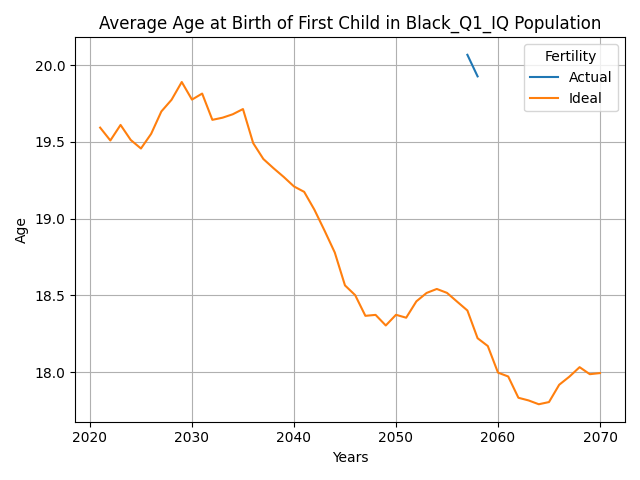 Average Age at Birth of First Child in Black_Q1_IQ Population
Fertility
Actual
Ideal
20.0
19.5
19.0
18.5
18.0
Age
2020
2030
2040
2050
2060
2070
Years